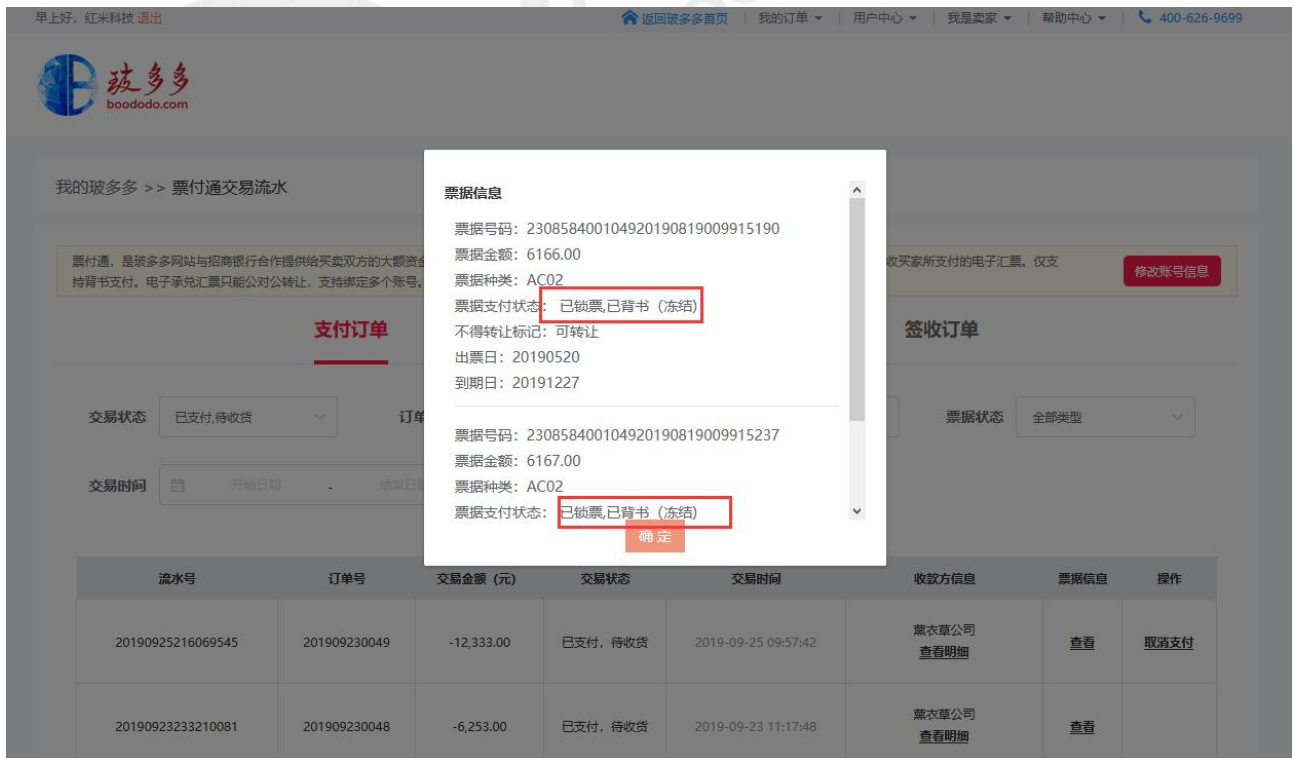 早上好，红米科技 退出
返回玻多多首页 我的订单 用户中心 我是卖家 帮助中心 400-626-9699
玻多多
boododo.com
我的玻多多 >> 票付通交易流水
票付通，是玻多多网站与招商银行合作提供给买卖双方的大额资
收买家所支付的电子汇票。仅支
持背书支付。电子承兑汇票只能公对公转让，支持绑定多个账号。
修改账号信息
支付订单
签收订单
交易状态 已支付,待收货
订单
票据状态 全部类型
交易时间 开始日期 - 结束日期
票据信息
票据号码：230858400104920190819009915190
票据金额：6166.00
票据种类：AC02
票据支付状态： 已锁票,已背书（冻结)
不得转让标记：可转让
出票日：20190520
到期日：20191227
票据号码：230858400104920190819009915237
票据金额：6167.00
票据种类：AC02
票据支付状态： 已锁票,已背书（冻结)
确 定
流水号 订单号 交易金额（元） 交易状态 交易时间 收款方信息 票据信息 操作
20190925216069545 201909230049 -12,333.00 已支付，待收货 2019-09-25 09:57:42 薰衣草公司 查看 取消支付
查看明细
20190923233210081 201909230048 -6,253.00 已支付，待收货 2019-09-23 11:17:48 薰衣草公司 查看
查看明细